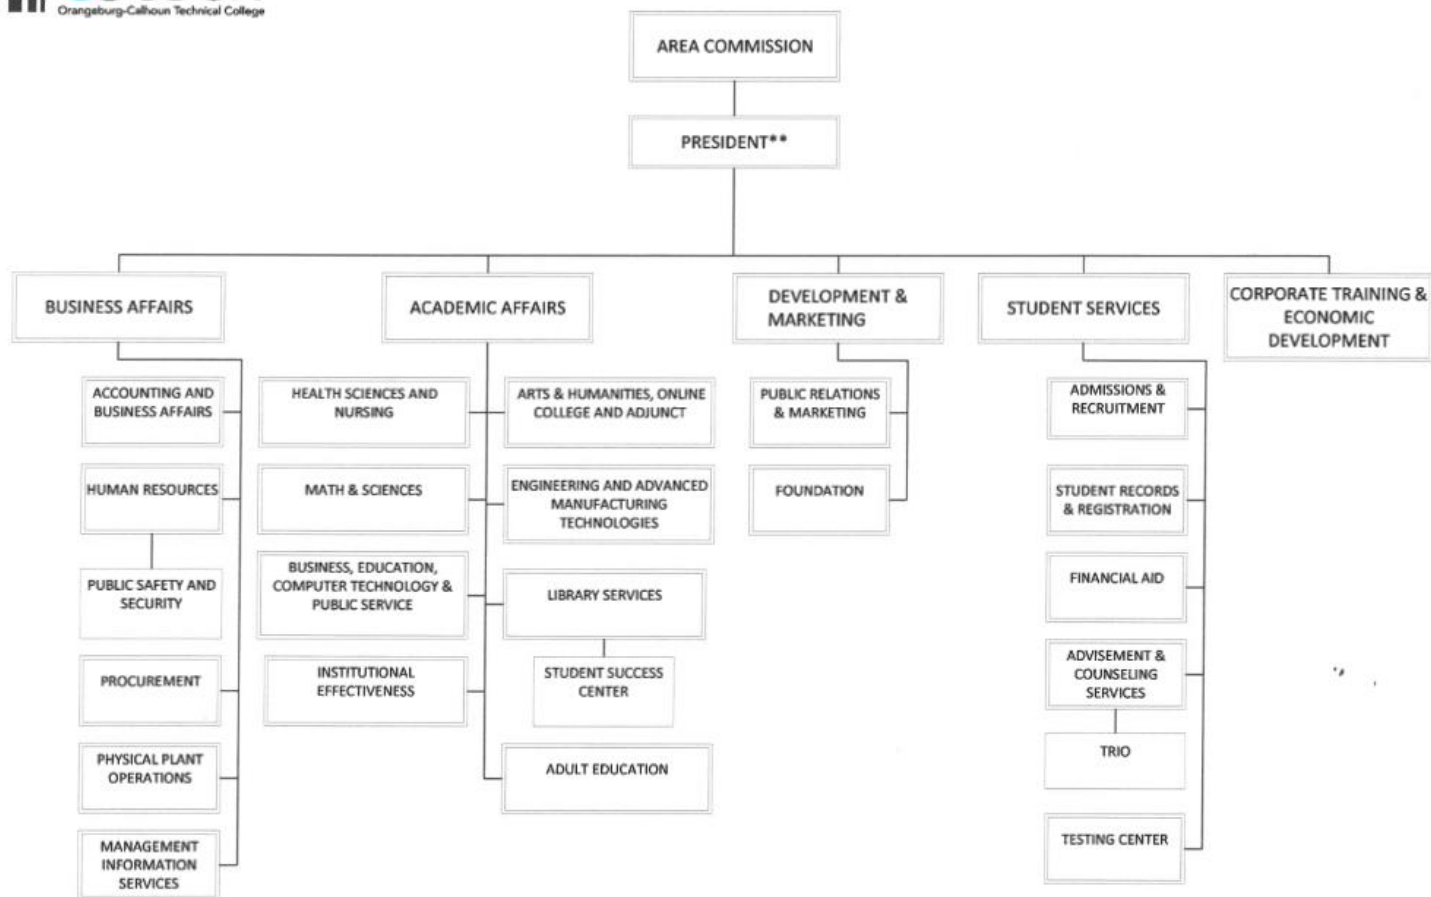 Orangeburg-Calhoun Technical College
AREA COMMISSION
PRESIDENT**
BUSINESS AFFAIRS
ACCOUNTING AND
BUSINESS AFFAIRS
HUMAN RESOURCES
PUBLIC SAFETY AND
SECURITY
PROCUREMENT
PHYSICAL PLANT
OPERATIONS
MANAGEMENT
INFORMATION
SERVICES
ACADEMIC AFFAIRS
HEALTH SCIENCES AND
NURSING
MATH & SCIENCES
BUSINESS, EDUCATION,
COMPUTER TECHNOLOGY &
PUBLIC SERVICE
INSTITUTIONAL
EFFECTIVENESS
ARTS & HUMANITIES, ONLINE
COLLEGE AND ADJUNCT
ENGINEERING AND ADVANCED
MANUFACTURING
TECHNOLOGIES
LIBRARY SERVICES
STUDENT SUCCESS
CENTER
ADULT EDUCATION
DEVELOPMENT &
MARKETING
PUBLIC RELATIONS
& MARKETING
FOUNDATION
STUDENT SERVICES
ADMISSIONS &
RECRUITMENT
STUDENT RECORDS
& REGISTRATION
FINANCIAL AID
ADVISEMENT &
COUNSELING
SERVICES
TRIO
TESTING CENTER
CORPORATE TRAINING &
ECONOMIC
DEVELOPMENT